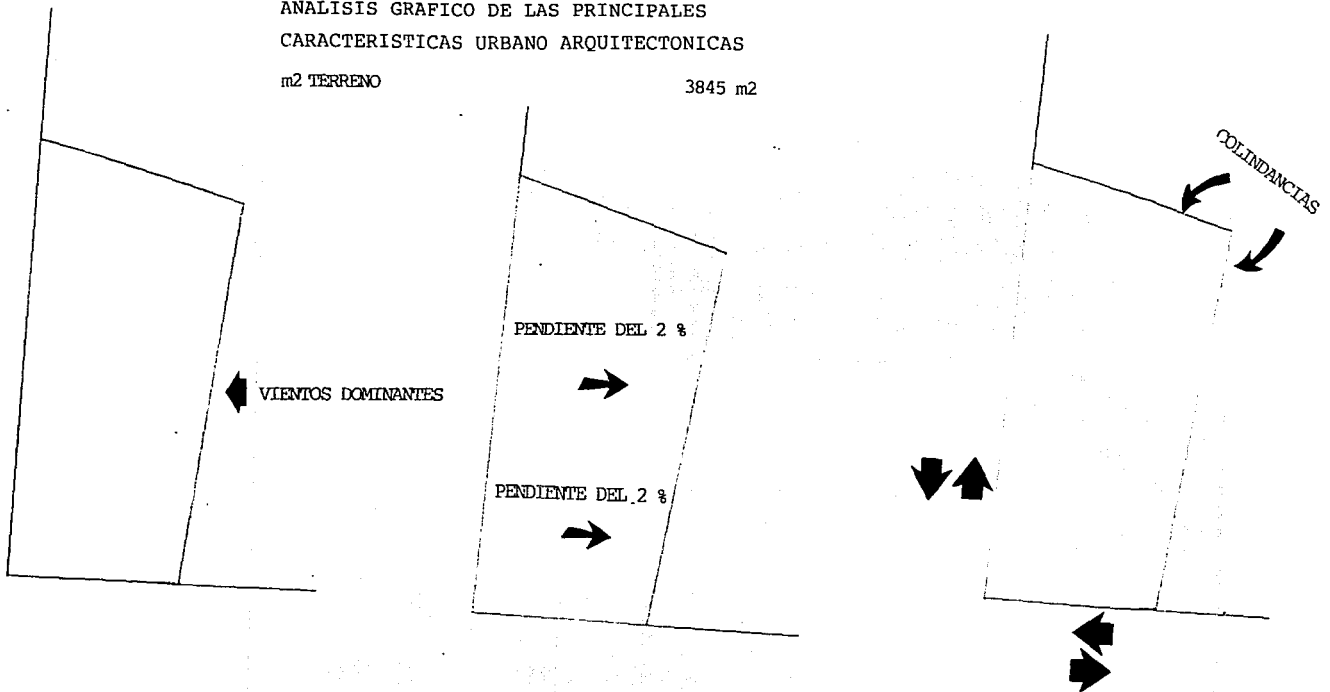 ANALISIS GRAFICO DE LAS PRINCIPALES
CARACTERISTICAS URBANO ARQUITECTONICAS
m2 TERRENO 3845 m2
VIENTOS DOMINANTES
PENDIENTE DEL 2 %
PENDIENTE DEL 2 %
COLINDANCIAS